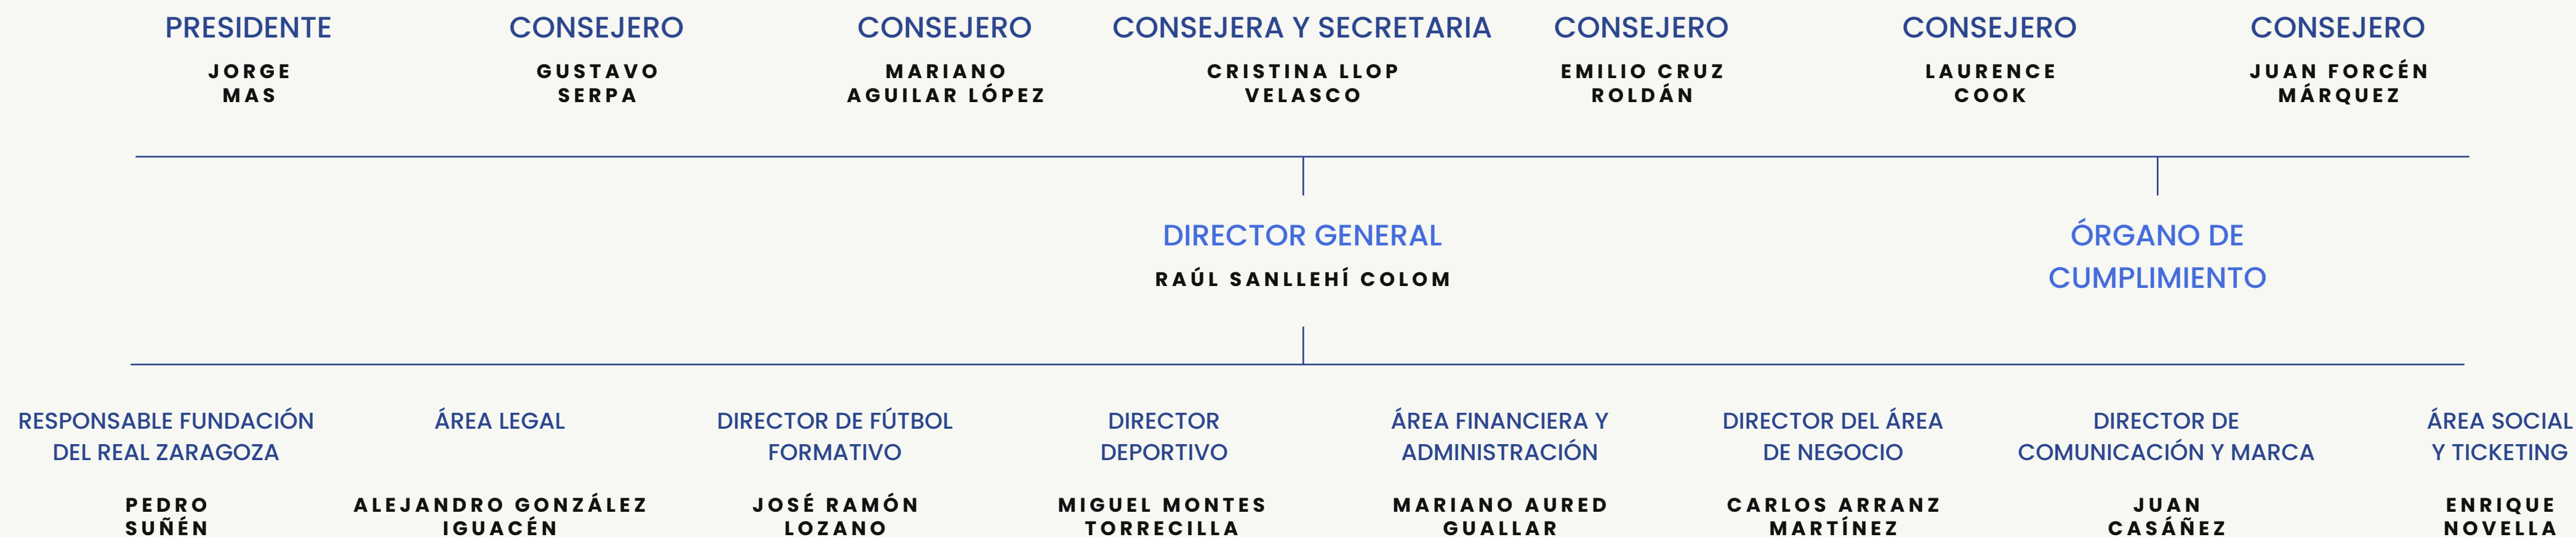 PRESIDENTE
JORGE
MAS
CONSEJERO
GUSTAVO
SERPA
CONSEJERO
MARIANO
AGUILAR LÓPEZ
CONSEJERA Y SECRETARIA
CRISTINA LLOP
VELASCO
CONSEJERO
EMILIO CRUZ
ROLDÁN
CONSEJERO
LAURENCE
COOK
CONSEJERO
JUAN FORCÉN
MÁRQUEZ
DIRECTOR GENERAL
RAÚL SANLLEHÍ COLOM
ÓRGANO DE
CUMPLIMIENTO
RESPONSABLE FUNDACIÓN
DEL REAL ZARAGOZA
PEDRO
SUÑÉN
ÁREA LEGAL
ALEJANDRO GONZÁLEZ
IGUACÉN
DIRECTOR DE FÚTBOL
FORMATIVO
JOSÉ RAMÓN
LOZANO
DIRECTOR
DEPORTIVO
MIGUEL MONTES
TORRECILLA
ÁREA FINANCIERA Y
ADMINISTRACIÓN
MARIANO AURED
GUALLAR
DIRECTOR DEL ÁREA
DE NEGOCIO
CARLOS ARRANZ
MARTÍNEZ
DIRECTOR DE
COMUNICACIÓN Y MARCA
JUAN
CASÁÑEZ
ÁREA SOCIAL
Y TICKETING
ENRIQUE
NOVELLA